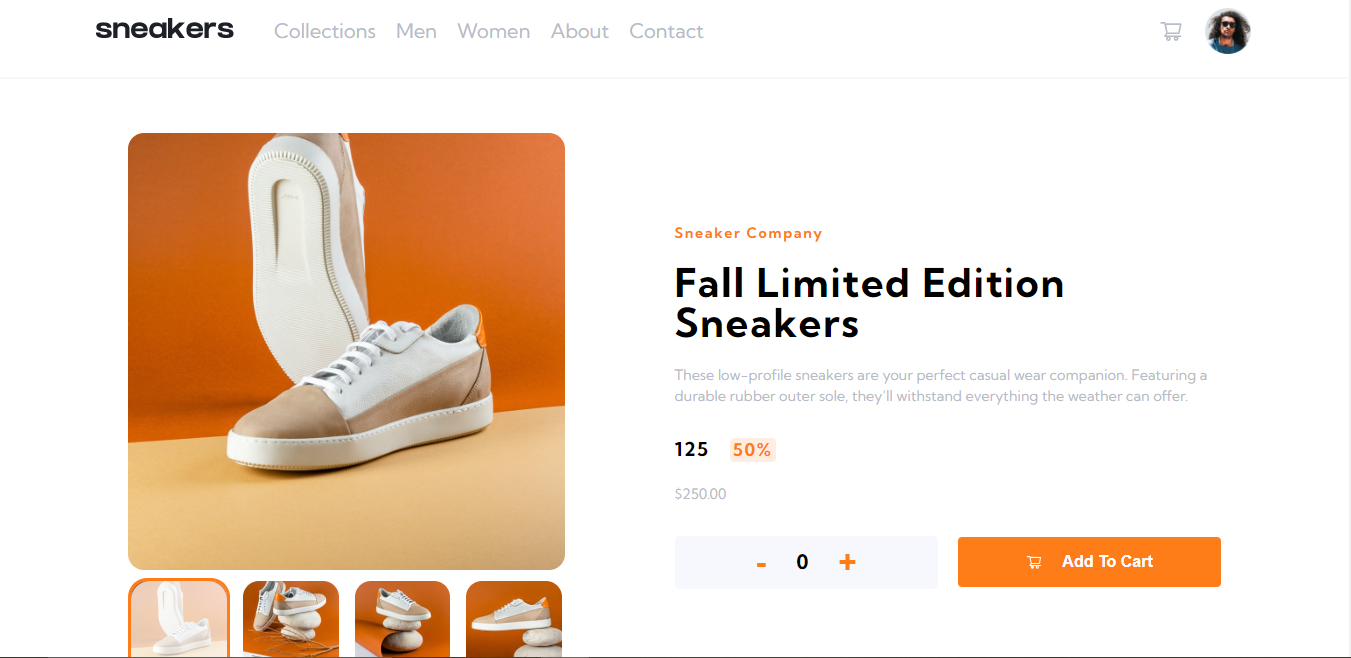 sneakers Collections Men Women About Contact
Sneaker Company
Fall Limited Edition
Sneakers
These low-profile sneakers are your perfect casual wear companion. Featuring a
durable rubber outer sole, they'll withstand everything the weather can offer.
125 50%
$250.00
- 0 + Add To Cart